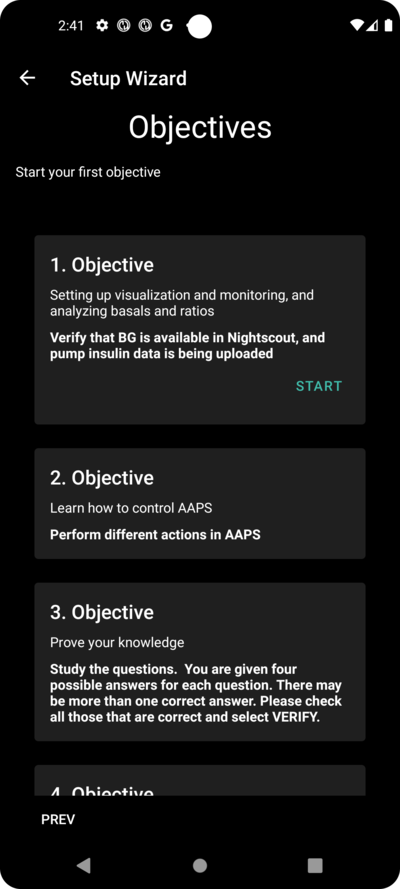 2:41
Setup Wizard
Objectives
Start your first objective
1. Objective
Setting up visualization and monitoring, and
analyzing basals and ratios
Verify that BG is available in Nightscout, and
pump insulin data is being uploaded
START
2. Objective
Learn how to control AAPS
Perform different actions in AAPS
3. Objective
Prove your knowledge
Study the questions.  You are given four
possible answers for each question. There may
be more than one correct answer. Please check
all those that are correct and select VERIFY.
4. Objective
PREV